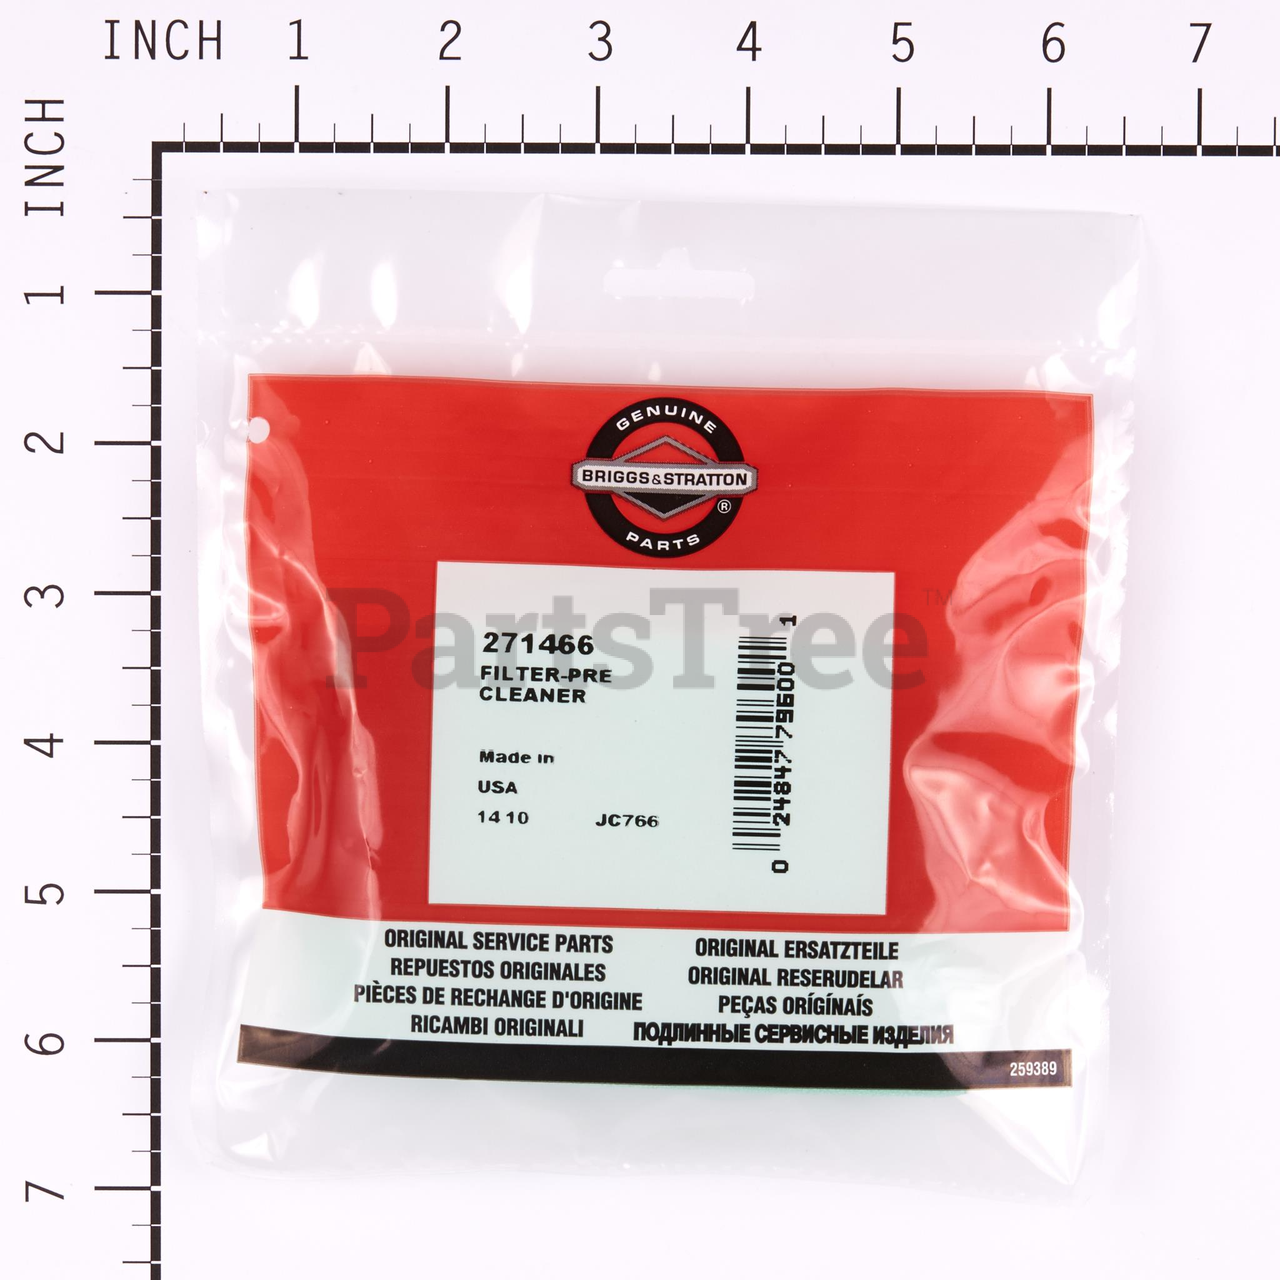 INCH 1 2 3 4 5 6 7
INCH
1
2
3
4
5
6
7
GENUINE
BRIGGS&STRATTON
®
PARTS
PartsTree™
271466
FILTER-PRE
CLEANER
Made in
USA
14 10 JC766
0 24847 79600 1
ORIGINAL SERVICE PARTS
REPUESTOS ORIGINALES
PIÈCES DE RECHANGE D'ORIGINE
RICAMBI ORIGINALI
ORIGINAL ERSATZTEILE
ORIGINAL RESERUDELAR
PEÇAS ORÍGÍNAÍS
ПОДЛИННЫЕ СЕРВИСНЫЕ ИЗДЕЛИЯ
259389